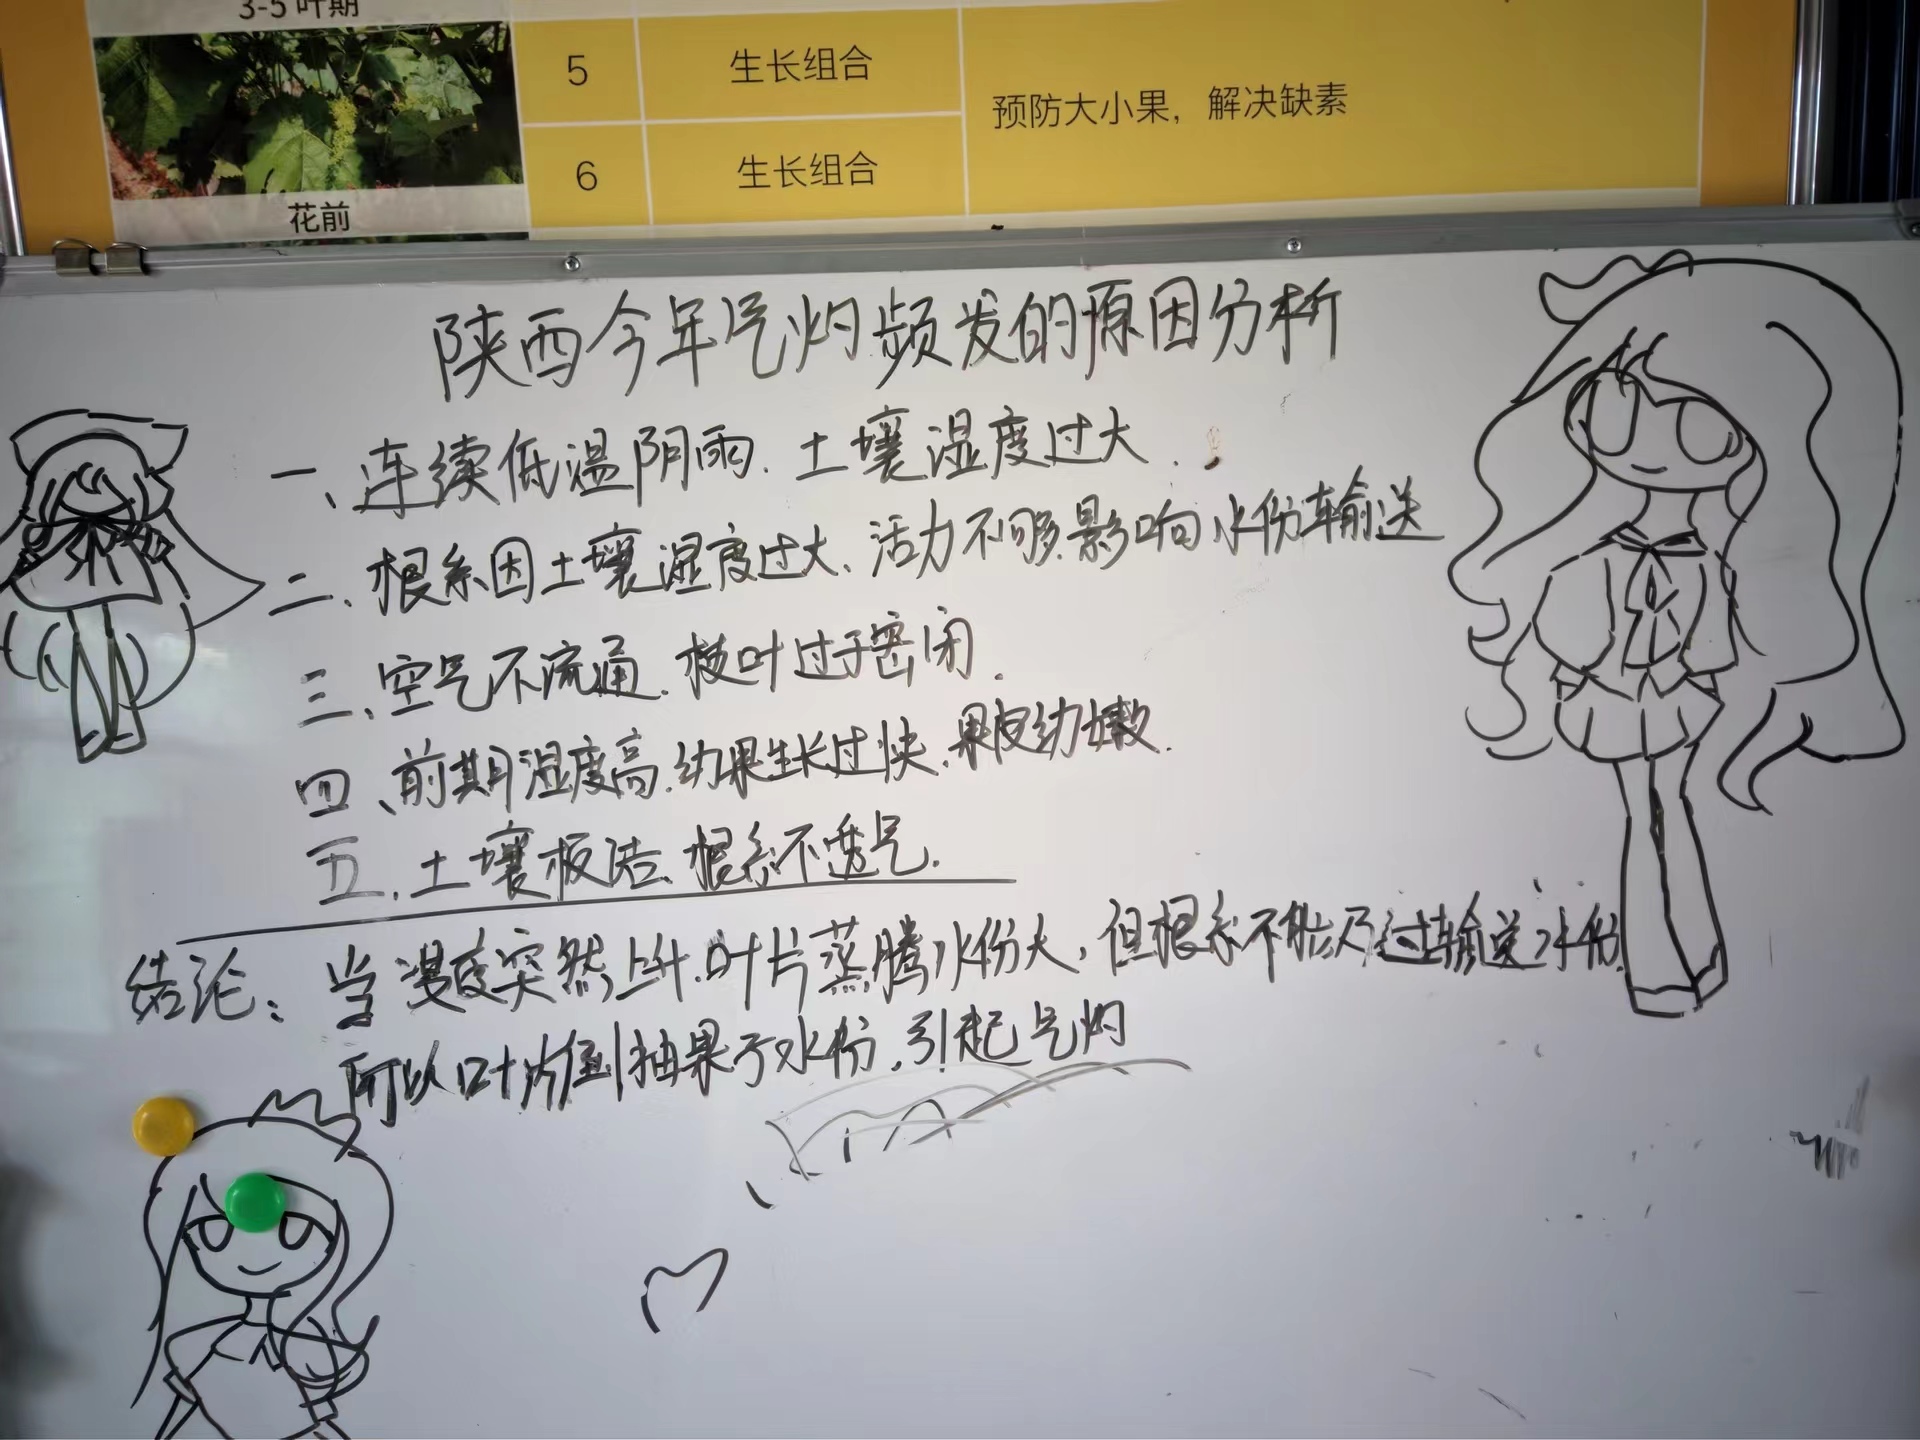 3-5 叶期
5 生长组合
预防大小果，解决缺素
6 生长组合
花前
陕西今年气灼频发的原因分析
一、连续低温阴雨.土壤湿度过大.
二、根系因土壤湿度过大、活力不够.影响水份输送
三、空气不流通.枝叶过于密闭.
四、前期湿度高.幼果生长过快.果皮幼嫩.
五.土壤板结.根系不透气.
结论：当温度突然上升.叶片蒸腾水份大，但根系不能及过输送水份.
所以叶片倒抽果子水份.引起气灼